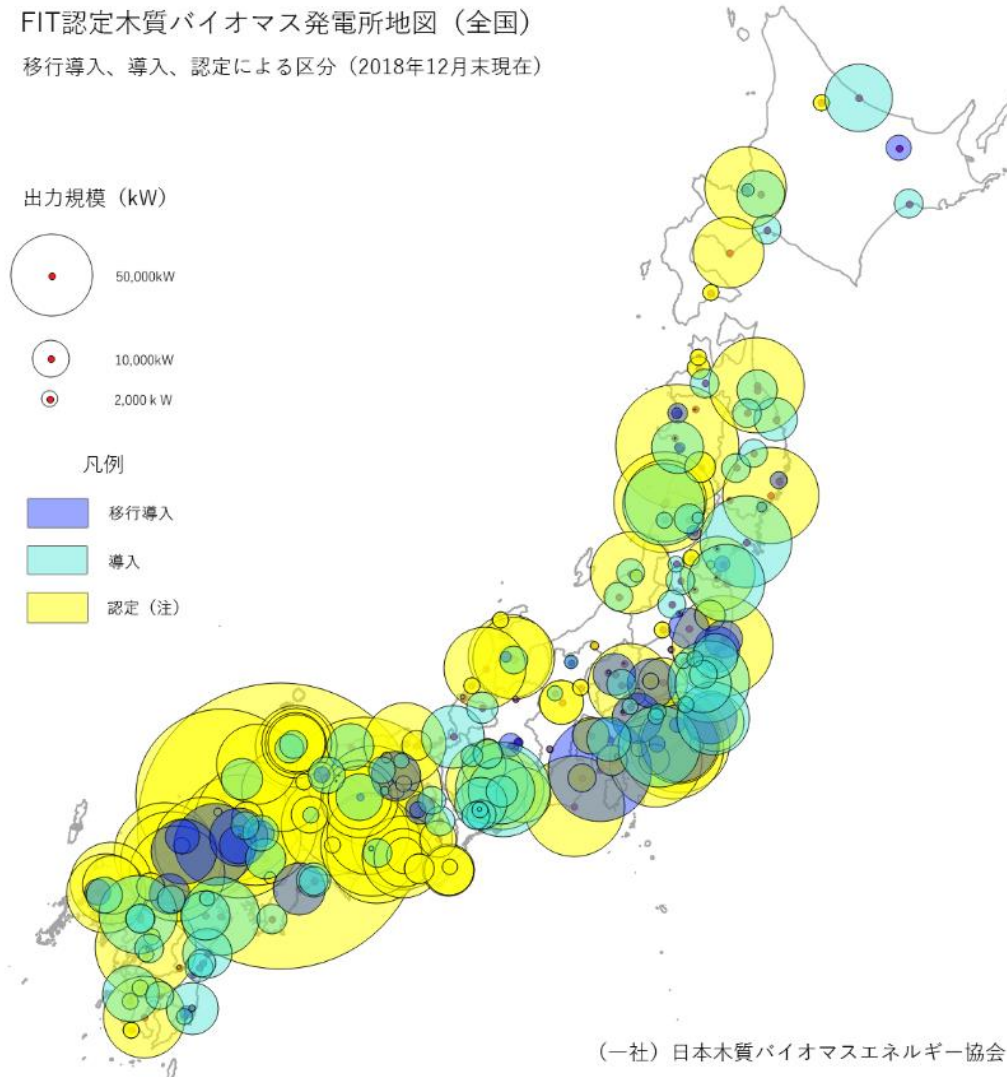 FIT認定木質バイオマス発電所地図（全国）
移行導入、導入、認定による区分（2018年12月末現在）
出力規模（kW）
50,000kW
10,000kW
2,000ｋW
凡例
移行導入
導入
認定（注）
（一社）日本木質バイオマスエネルギー協会